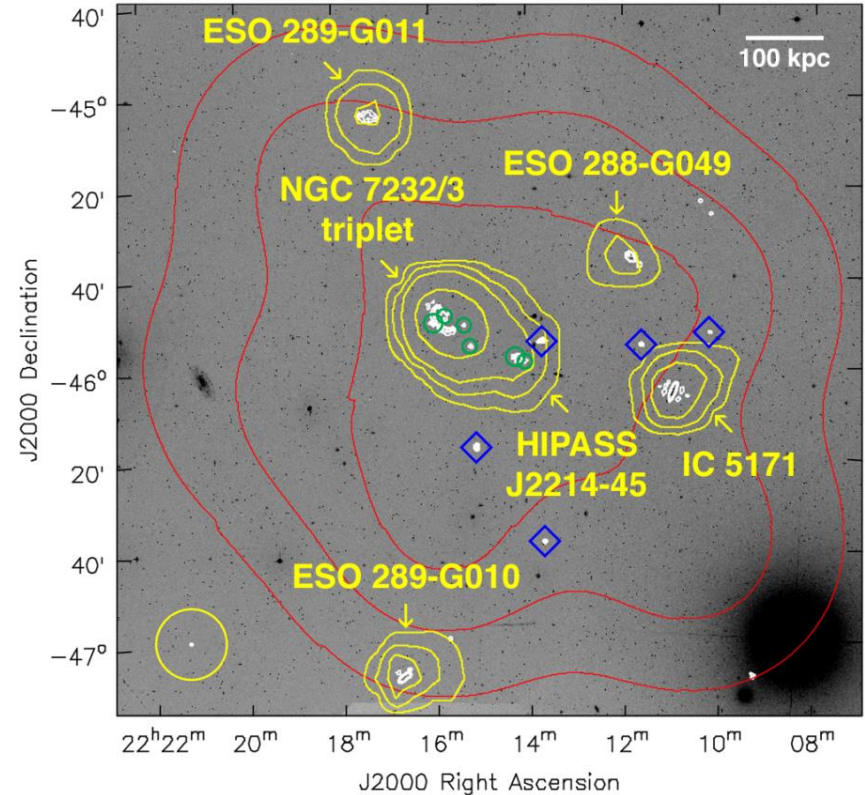 40'
ESO 289-G011
100 kpc
−45°
ESO 288-G049
20'
NGC 7232/3
triplet
40'
J2000 Declination
−46°
HIPASS
J2214-45
IC 5171
20'
40'
ESO 289-G010
−47°
22ʰ22ᵐ 20ᵐ 18ᵐ 16ᵐ 14ᵐ 12ᵐ 10ᵐ 08ᵐ
J2000 Right Ascension